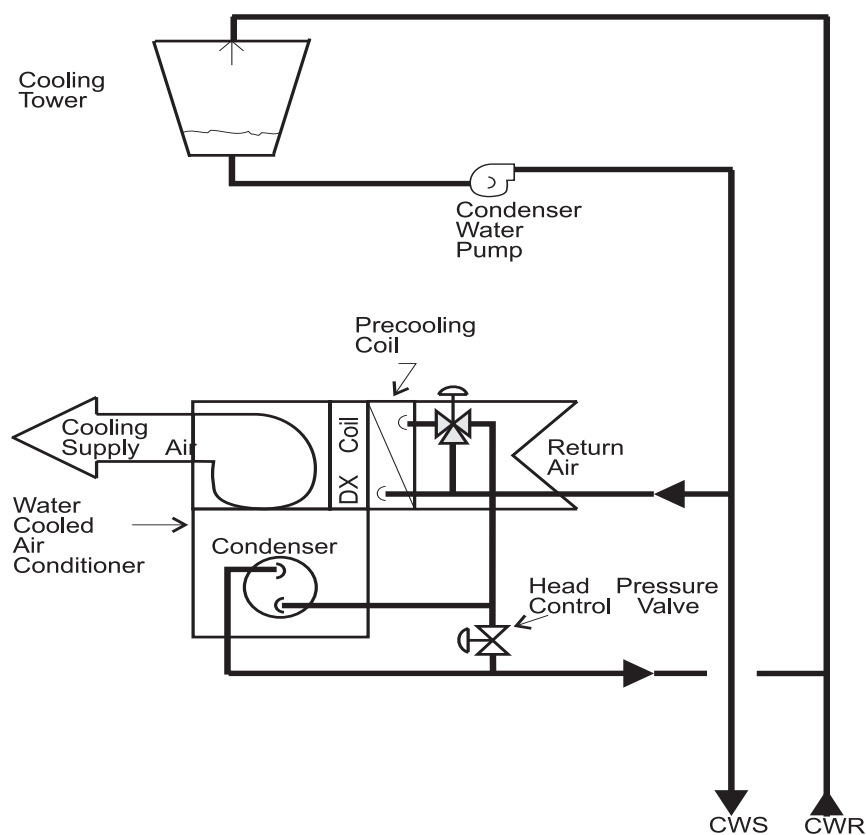 Cooling
Tower
Condenser
Water
Pump
Precooling
Coil
Cooling
Supply Air
DX Coil
Return
Air
Water
Cooled
Air
Conditioner
Condenser
Head Pressure
Control Valve
CWS
CWR